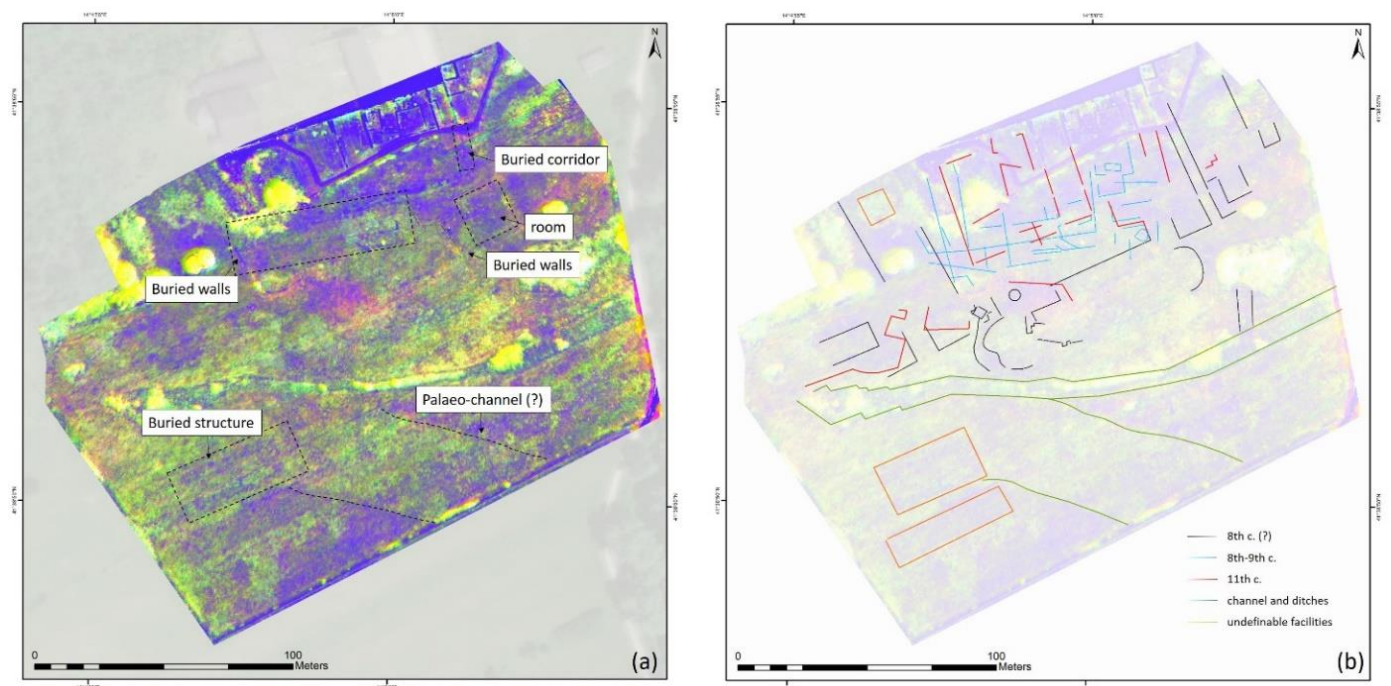 N
Buried corridor
room
Buried walls
Buried walls
Palaeo-channel (?)
Buried structure
0
100
Meters
(a)
N
8th c. (?)
8th-9th c.
11th c.
channel and ditches
undefinable facilities
0
100
Meters
(b)